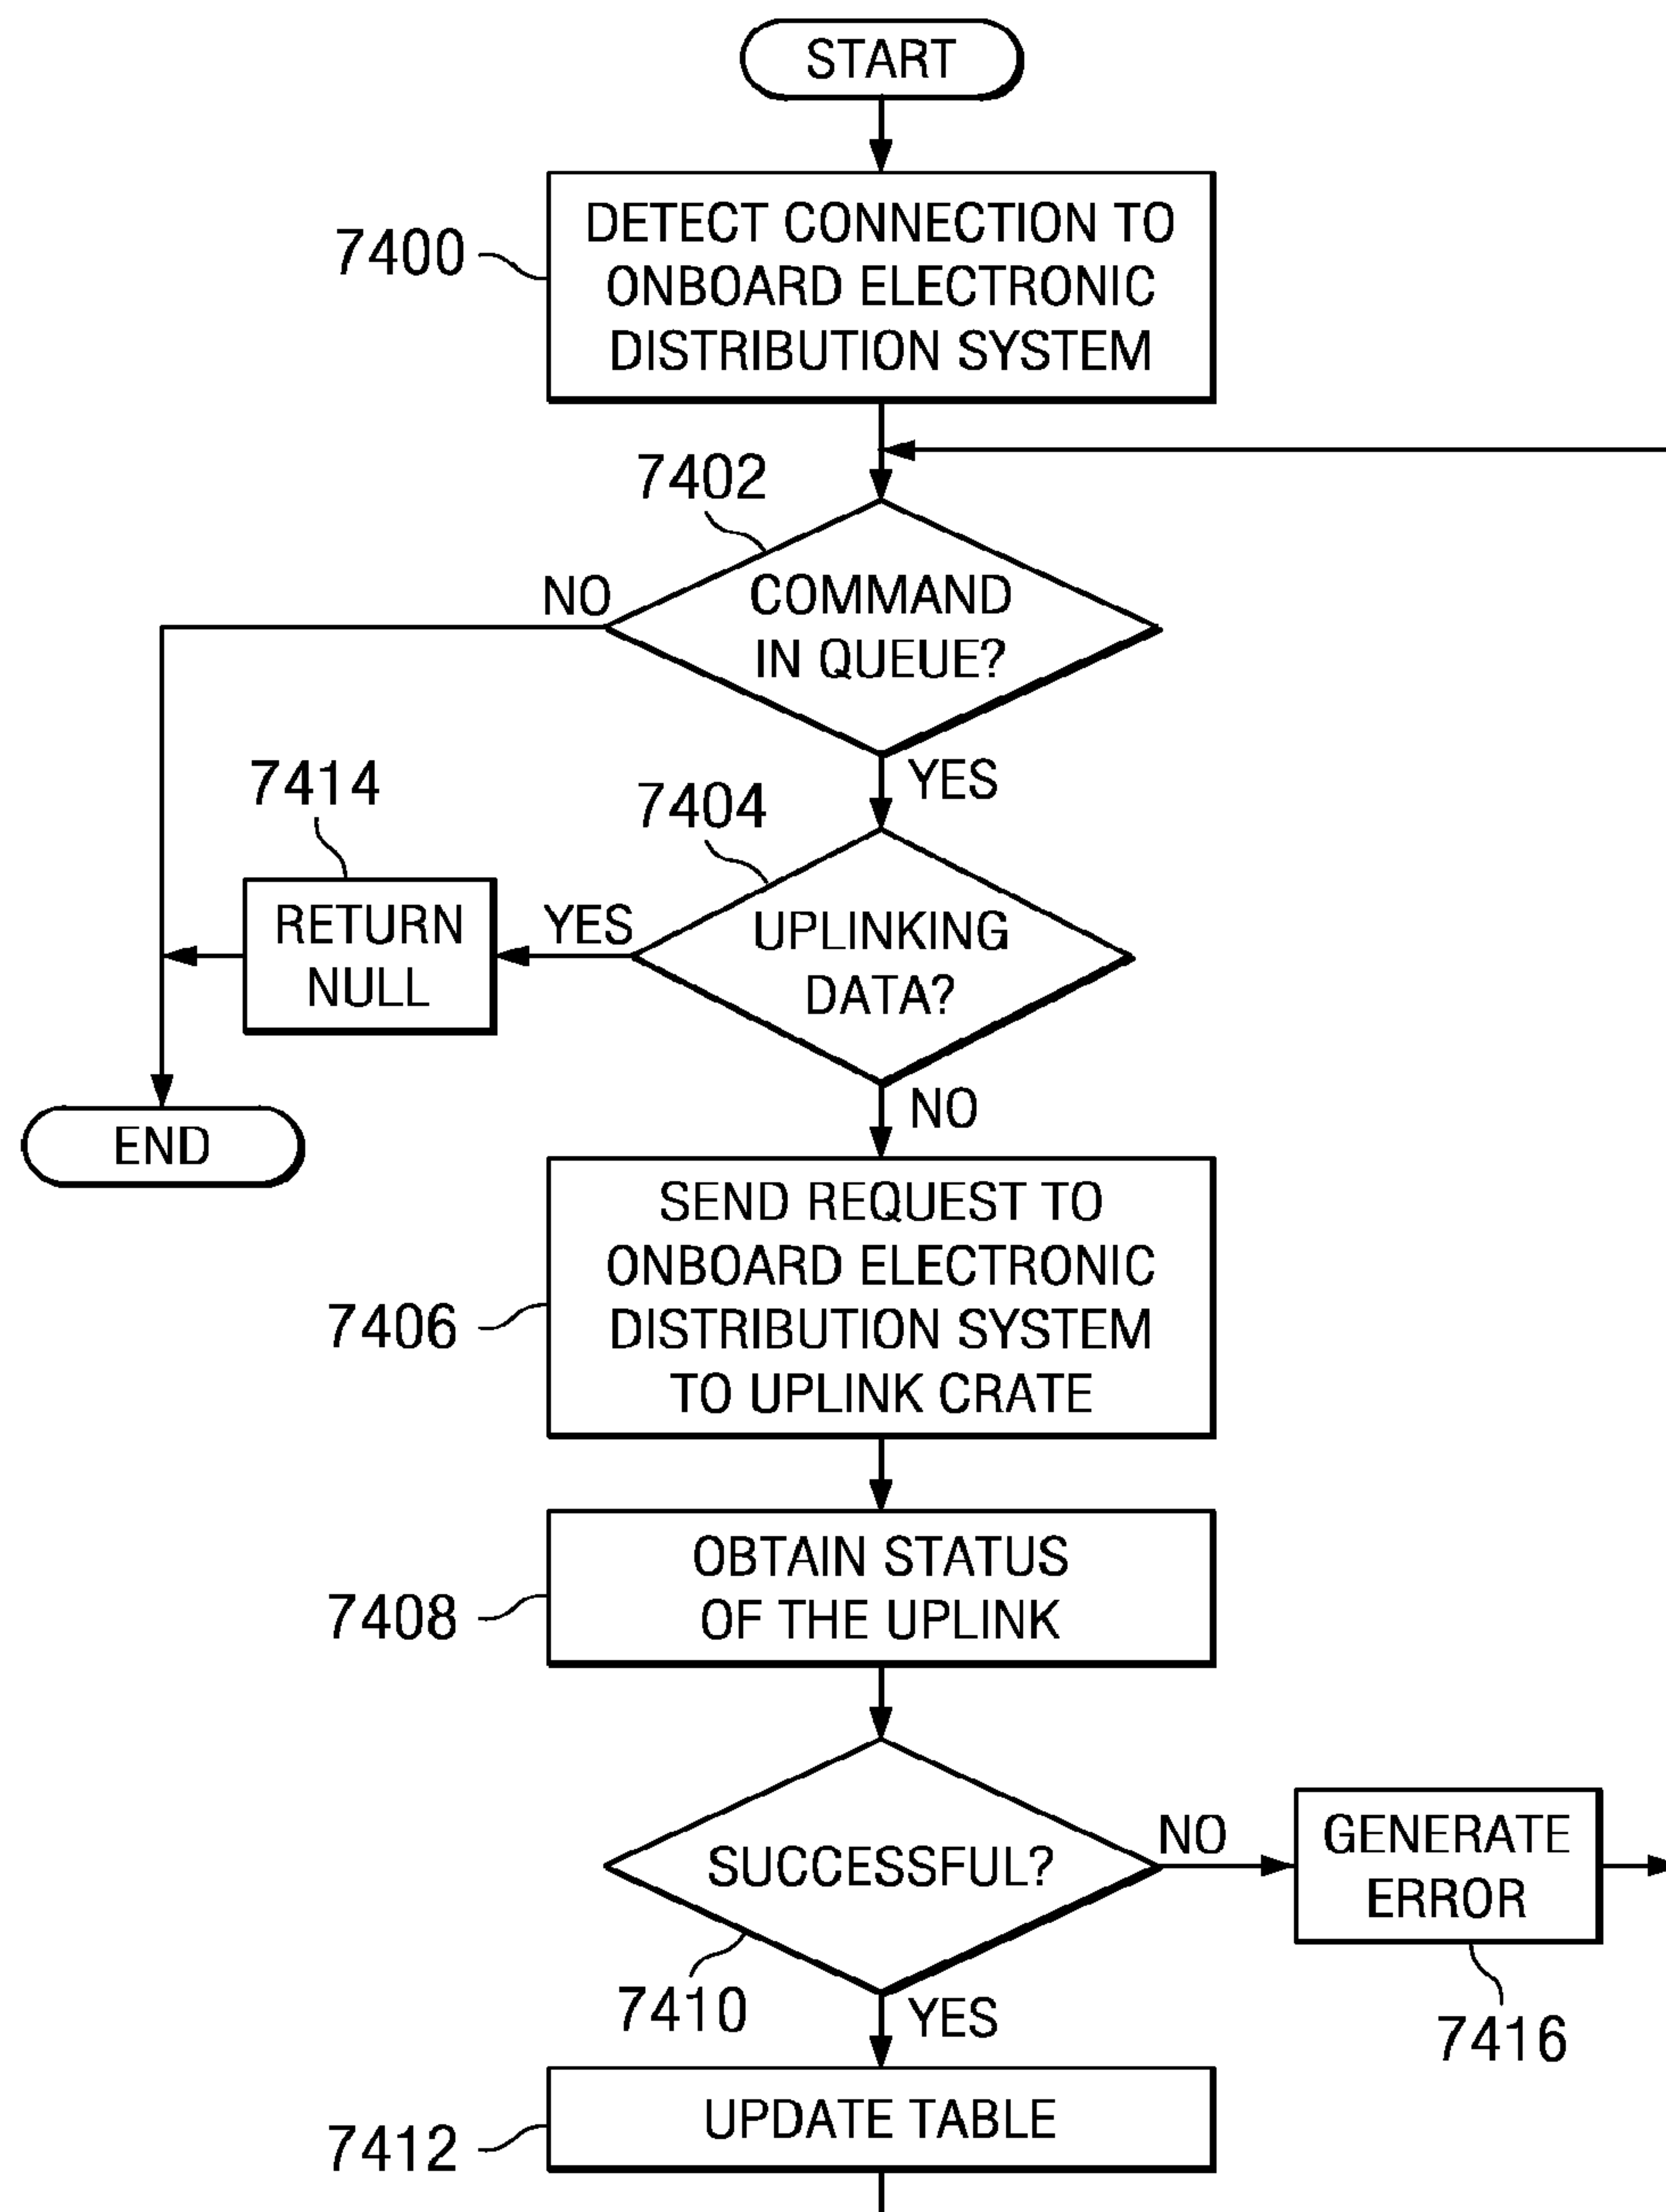 START
7400
DETECT CONNECTION TO
ONBOARD ELECTRONIC
DISTRIBUTION SYSTEM
7402
NO
COMMAND
IN QUEUE?
YES
7414
7404
RETURN
NULL
YES
UPLINKING
DATA?
NO
END
7406
SEND REQUEST TO
ONBOARD ELECTRONIC
DISTRIBUTION SYSTEM
TO UPLINK CRATE
7408
OBTAIN STATUS
OF THE UPLINK
SUCCESSFUL?
NO
GENERATE
ERROR
7410
YES
7416
7412
UPDATE TABLE